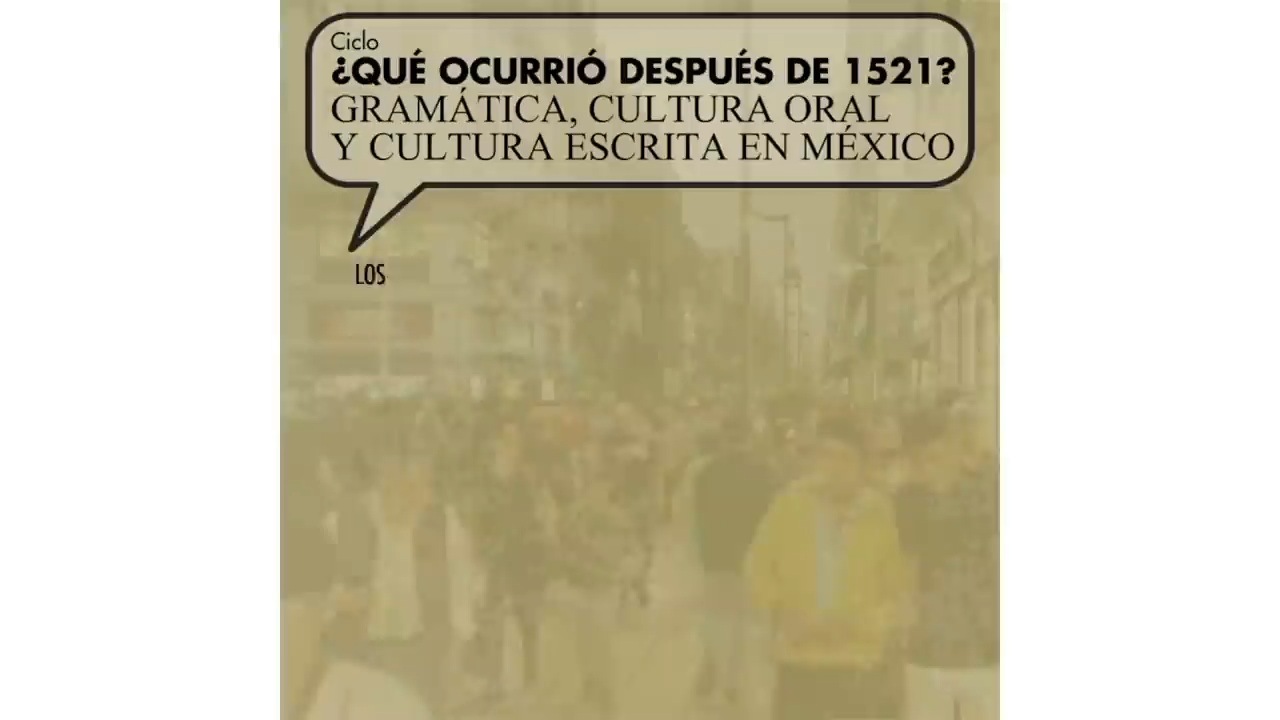 Ciclo
¿QUÉ OCURRIÓ DESPUÉS DE 1521?
GRAMÁTICA, CULTURA ORAL
Y CULTURA ESCRITA EN MÉXICO
LOS